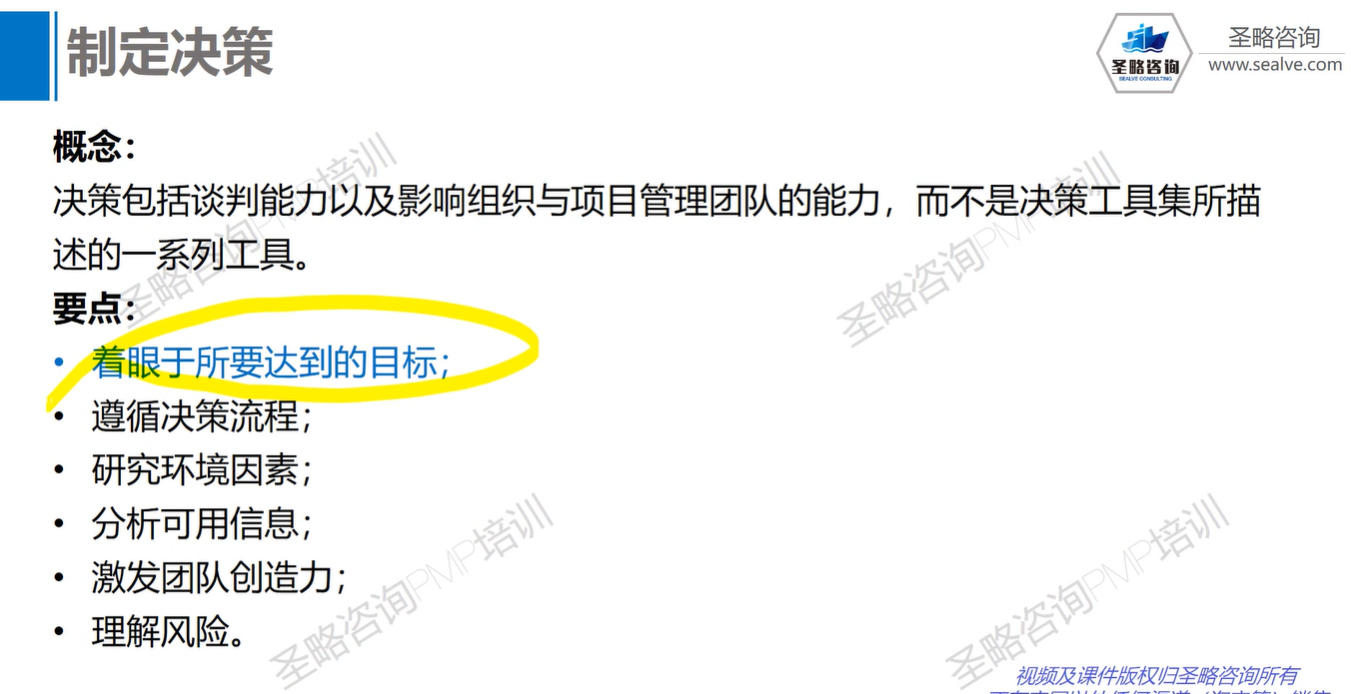 制定决策
圣略咨询
SEALVE CONSULTING
圣略咨询
www.sealve.com
概念：
决策包括谈判能力以及影响组织与项目管理团队的能力，而不是决策工具集所描
述的一系列工具。
要点：
• 着眼于所要达到的目标；
• 遵循决策流程；
• 研究环境因素；
• 分析可用信息；
• 激发团队创造力；
• 理解风险。
圣略咨询PMP培训
圣略咨询PMP培训
圣略咨询PMP培训
圣略咨询PMP培训
视频及课件版权归圣略咨询所有